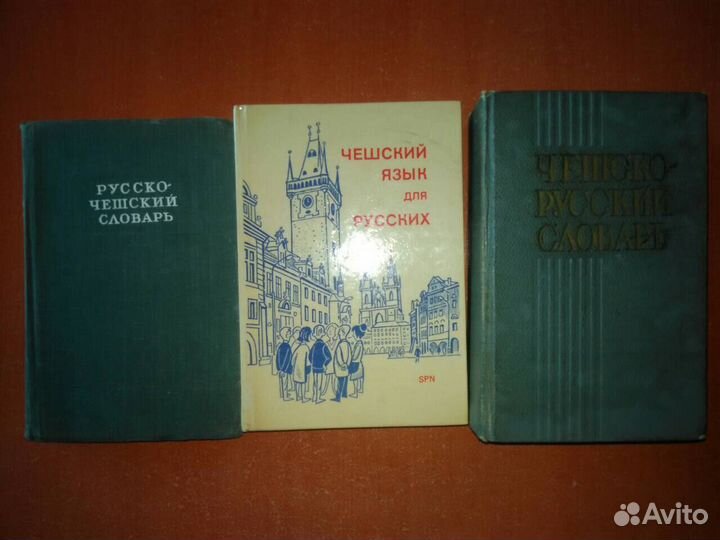 РУССКО-
ЧЕШСКИЙ
СЛОВАРЬ
ЧЕШСКИЙ
ЯЗЫК
для
РУССКИХ
SPN
ЧЕШСКО-
РУССКИЙ
СЛОВАРЬ
Avito